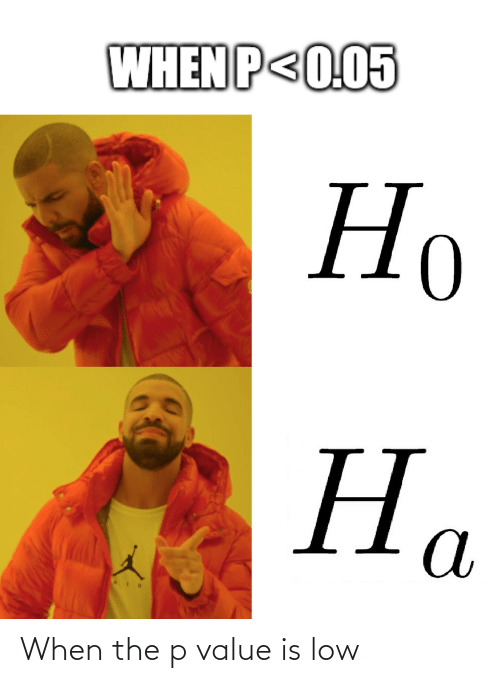 WHEN P<0.05
H₀
Hₐ
When the p value is low